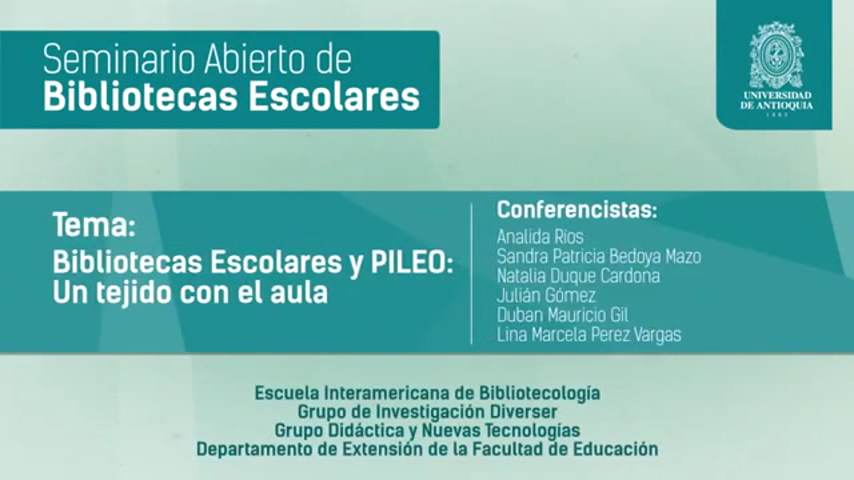 Seminario Abierto de
Bibliotecas Escolares
UNIVERSIDAD
DE ANTIOQUIA
1803
Tema:
Bibliotecas Escolares y PILEO:
Un tejido con el aula
Conferencistas:
Analida Ríos
Sandra Patricia Bedoya Mazo
Natalia Duque Cardona
Julián Gómez
Duban Mauricio Gil
Lina Marcela Perez Vargas
Escuela Interamericana de Bibliotecología
Grupo de Investigación Diverser
Grupo Didáctica y Nuevas Tecnologías
Departamento de Extensión de la Facultad de Educación